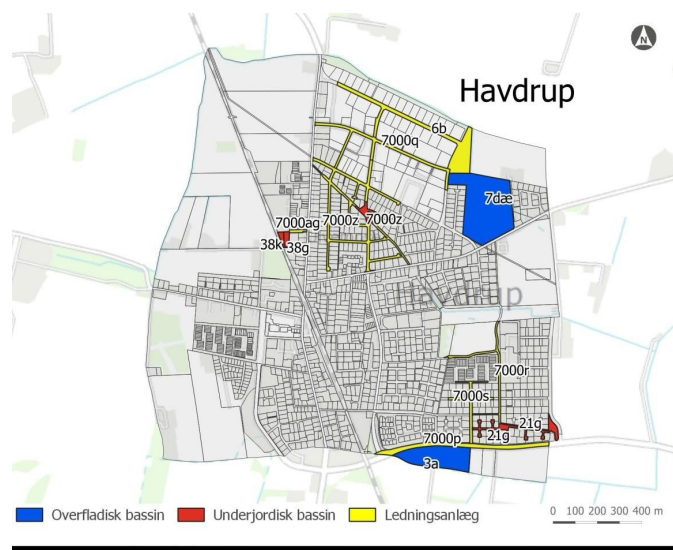 N
Havdrup
6b
7000q
7dæ
7000ag 7000z 7000z
38k 38g
Havdrup
7000r
7000s
21g
21g
7000p
3a
Overfladisk bassin Underjordisk bassin Ledningsanlæg
0 100 200 300 400 m